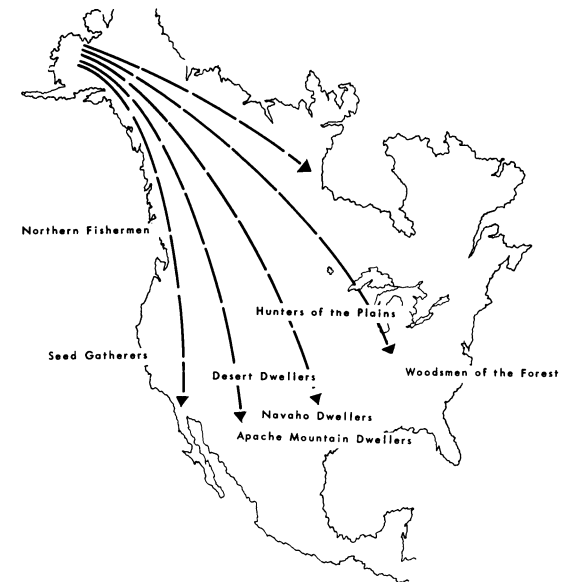 Northern Fishermen
Hunters of the Plains
Seed Gatherers
Desert Dwellers
Woodsmen of the Forest
Navaho Dwellers
Apache Mountain Dwellers